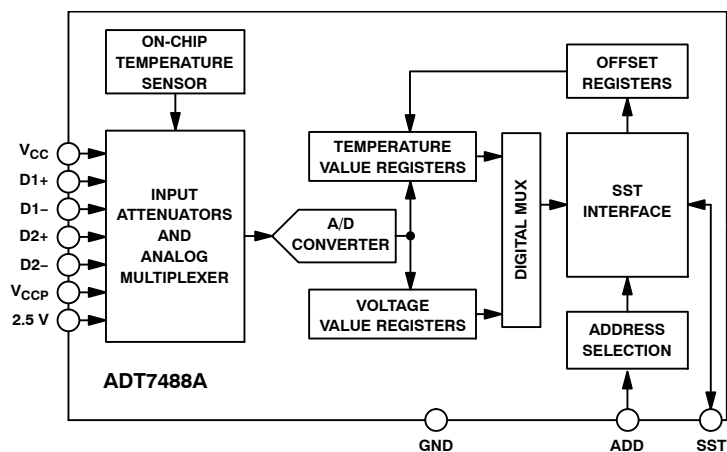 ON-CHIP
TEMPERATURE
SENSOR
OFFSET
REGISTERS
VCC
D1+
D1−
D2+
D2−
VCCP
2.5 V
INPUT
ATTENUATORS
AND
ANALOG
MULTIPLEXER
A/D
CONVERTER
TEMPERATURE
VALUE REGISTERS
VOLTAGE
VALUE REGISTERS
DIGITAL MUX
SST
INTERFACE
ADDRESS
SELECTION
ADT7488A
GND
ADD
SST